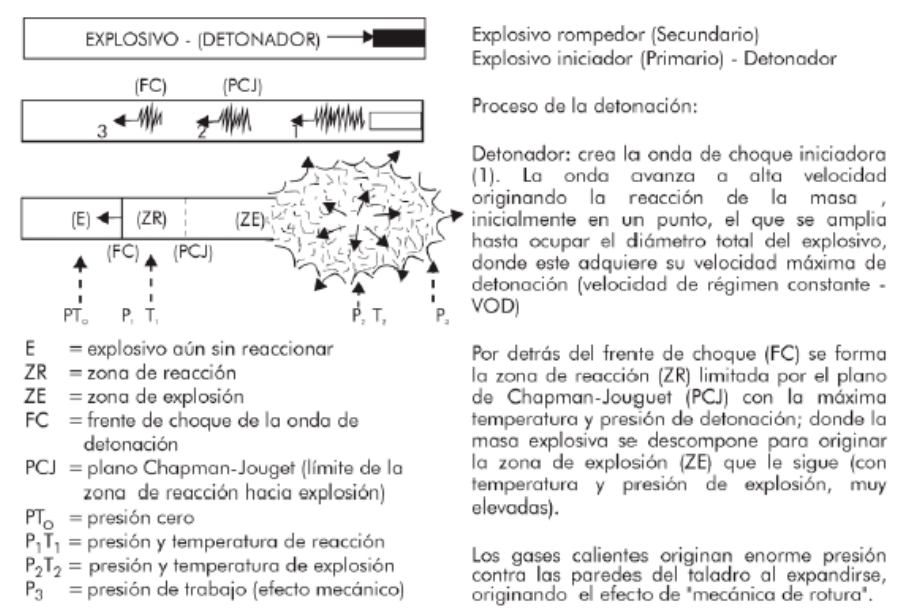 EXPLOSIVO - (DETONADOR)
(FC) (PCJ)
3 2 1
(E) (ZR) (ZE)
(FC) (PCJ)
PTₒ P₁ T₁ P₂ T₂ P₃
E = explosivo aún sin reaccionar
ZR = zona de reacción
ZE = zona de explosión
FC = frente de choque de la onda de
detonación
PCJ = plano Chapman-Jouget (límite de la
zona de reacción hacia explosión)
PTₒ = presión cero
P₁T₁ = presión y temperatura de reacción
P₂T₂ = presión y temperatura de explosión
P₃ = presión de trabajo (efecto mecánico)
Explosivo rompedor (Secundario)
Explosivo iniciador (Primario) - Detonador
Proceso de la detonación:
Detonador: crea la onda de choque iniciadora
(1). La onda avanza a alta velocidad
originando la reacción de la masa ,
inicialmente en un punto, el que se amplia
hasta ocupar el diámetro total del explosivo,
donde este adquiere su velocidad máxima de
detonación (velocidad de régimen constante -
VOD)
Por detrás del frente de choque (FC) se forma
la zona de reacción (ZR) limitada por el plano
de Chapman-Jouguet (PCJ) con la máxima
temperatura y presión de detonación; donde la
masa explosiva se descompone para originar
la zona de explosión (ZE) que le sigue (con
temperatura y presión de explosión, muy
elevadas).
Los gases calientes originan enorme presión
contra las paredes del taladro al expandirse,
originando el efecto de "mecánica de rotura".